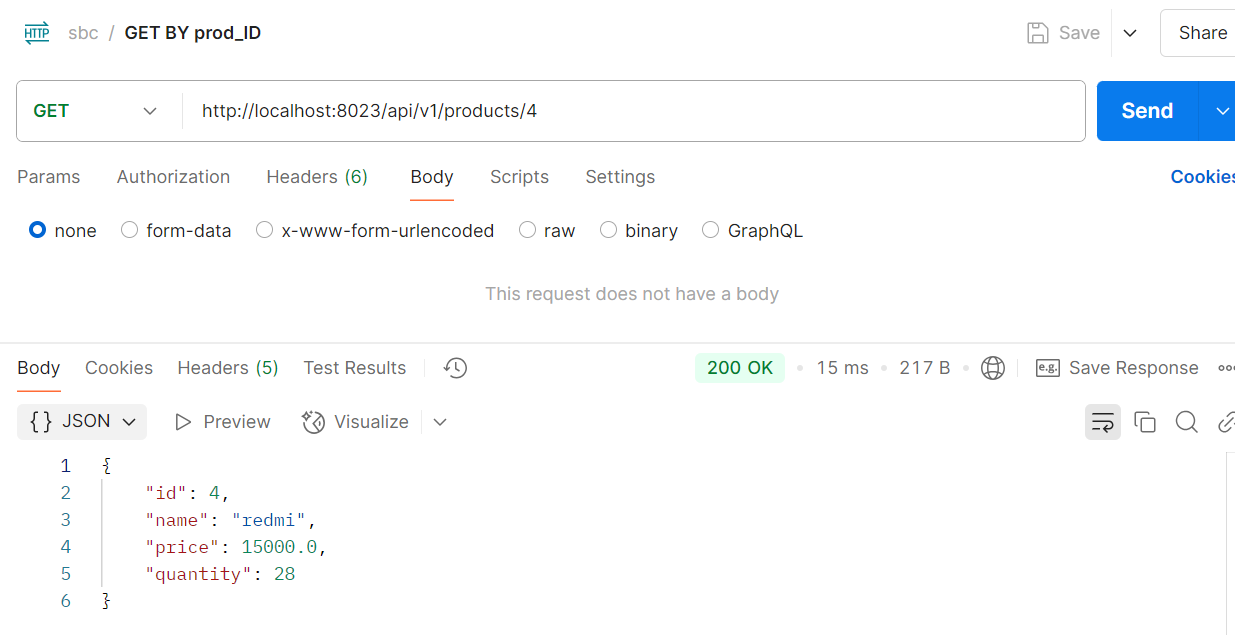 HTTP sbc / GET BY prod_ID Save Share
GET http://localhost:8023/api/v1/products/4 Send
Params Authorization Headers (6) Body Scripts Settings Cookies
none form-data x-www-form-urlencoded raw binary GraphQL
This request does not have a body
Body Cookies Headers (5) Test Results 200 OK 15 ms 217 B e.g. Save Response
{} JSON Preview Visualize
1 {
2 "id": 4,
3 "name": "redmi",
4 "price": 15000.0,
5 "quantity": 28
6 }